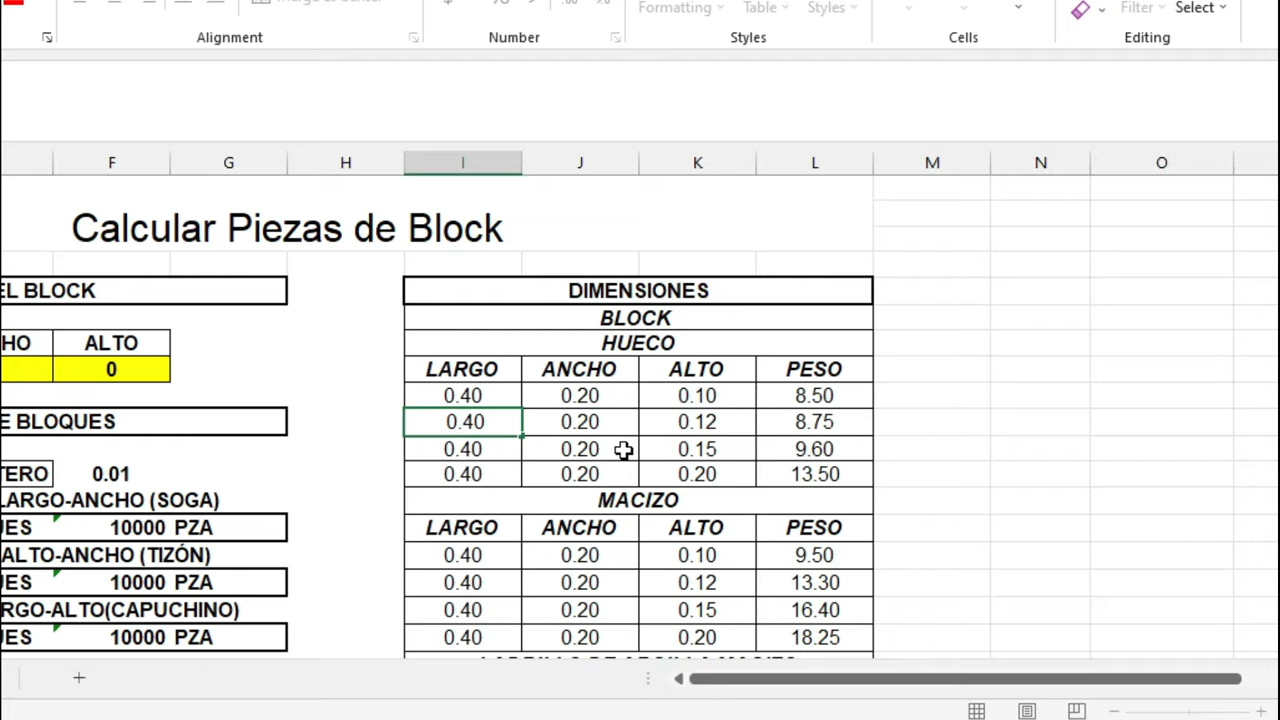 Merge & Center
Formatting Table Styles Filter Select
Alignment Number Styles Cells Editing
F G H I J K L M N O
Calcular Piezas de Block
EL BLOCK
HO ALTO
0
E BLOQUES
TERO 0.01
LARGO-ANCHO (SOGA)
UES 10000 PZA
ALTO-ANCHO (TIZÓN)
UES 10000 PZA
RGO-ALTO(CAPUCHINO)
UES 10000 PZA
DIMENSIONES
BLOCK
HUECO
LARGO ANCHO ALTO PESO
0.40 0.20 0.10 8.50
0.40 0.20 0.12 8.75
0.40 0.20 0.15 9.60
0.40 0.20 0.20 13.50
MACIZO
LARGO ANCHO ALTO PESO
0.40 0.20 0.10 9.50
0.40 0.20 0.12 13.30
0.40 0.20 0.15 16.40
0.40 0.20 0.20 18.25